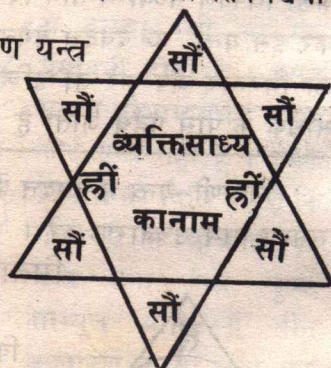 ण यन्त्र
सौं
सौं सौं
व्यक्तिसाध्य
ह्रीं ह्रीं
कानाम
सौं सौं
सौं